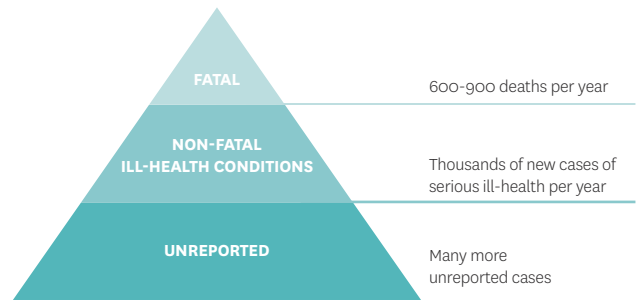 FATAL
600-900 deaths per year
NON-FATAL
ILL-HEALTH CONDITIONS
Thousands of new cases of
serious ill-health per year
UNREPORTED
Many more
unreported cases